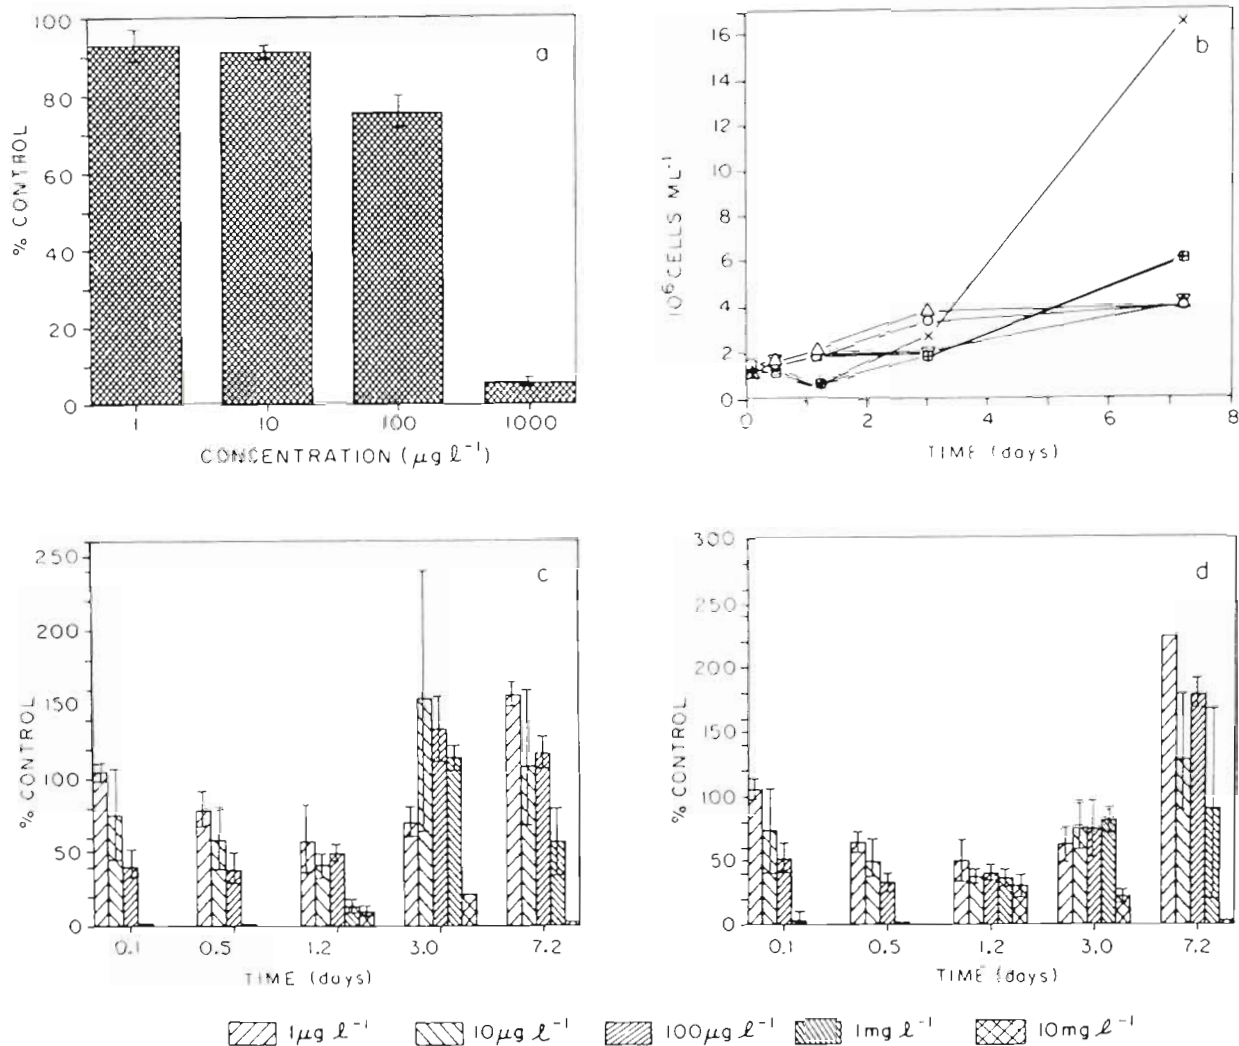 a
100
80
60
40
20
0
% CONTROL
1 10 100 1000
CONCENTRATION (µg ℓ⁻¹)
b
16
14
12
10
8
6
4
2
0
10⁶ CELLS ML⁻¹
0 2 4 6 8
TIME (days)
c
250
200
150
100
50
0
% CONTROL
0.1 0.5 1.2 3.0 7.2
TIME (days)
d
300
250
200
150
100
50
0
% CONTROL
0.1 0.5 1.2 3.0 7.2
TIME (days)
1µg ℓ⁻¹ 10µg ℓ⁻¹ 100µg ℓ⁻¹ 1mg ℓ⁻¹ 10mg ℓ⁻¹